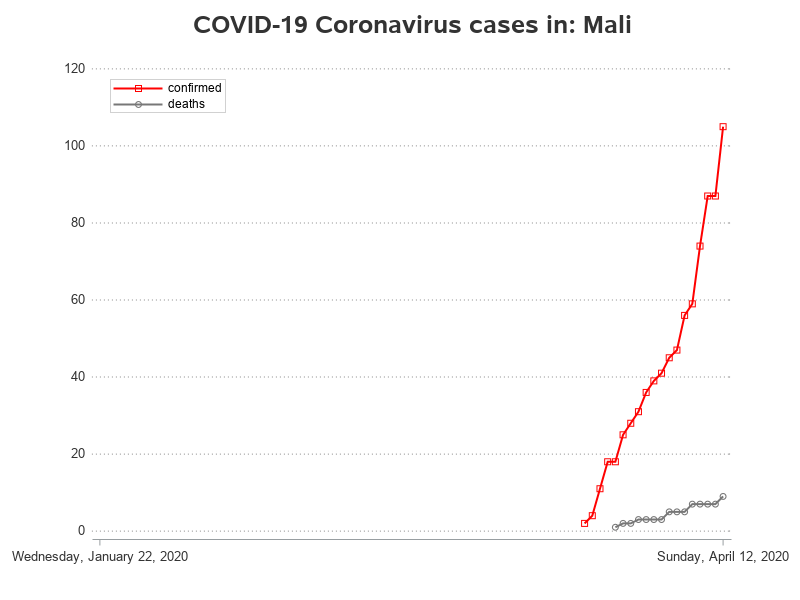 COVID-19 Coronavirus cases in: Mali
120
confirmed
deaths
100
80
60
40
20
0
Wednesday, January 22, 2020
Sunday, April 12, 2020